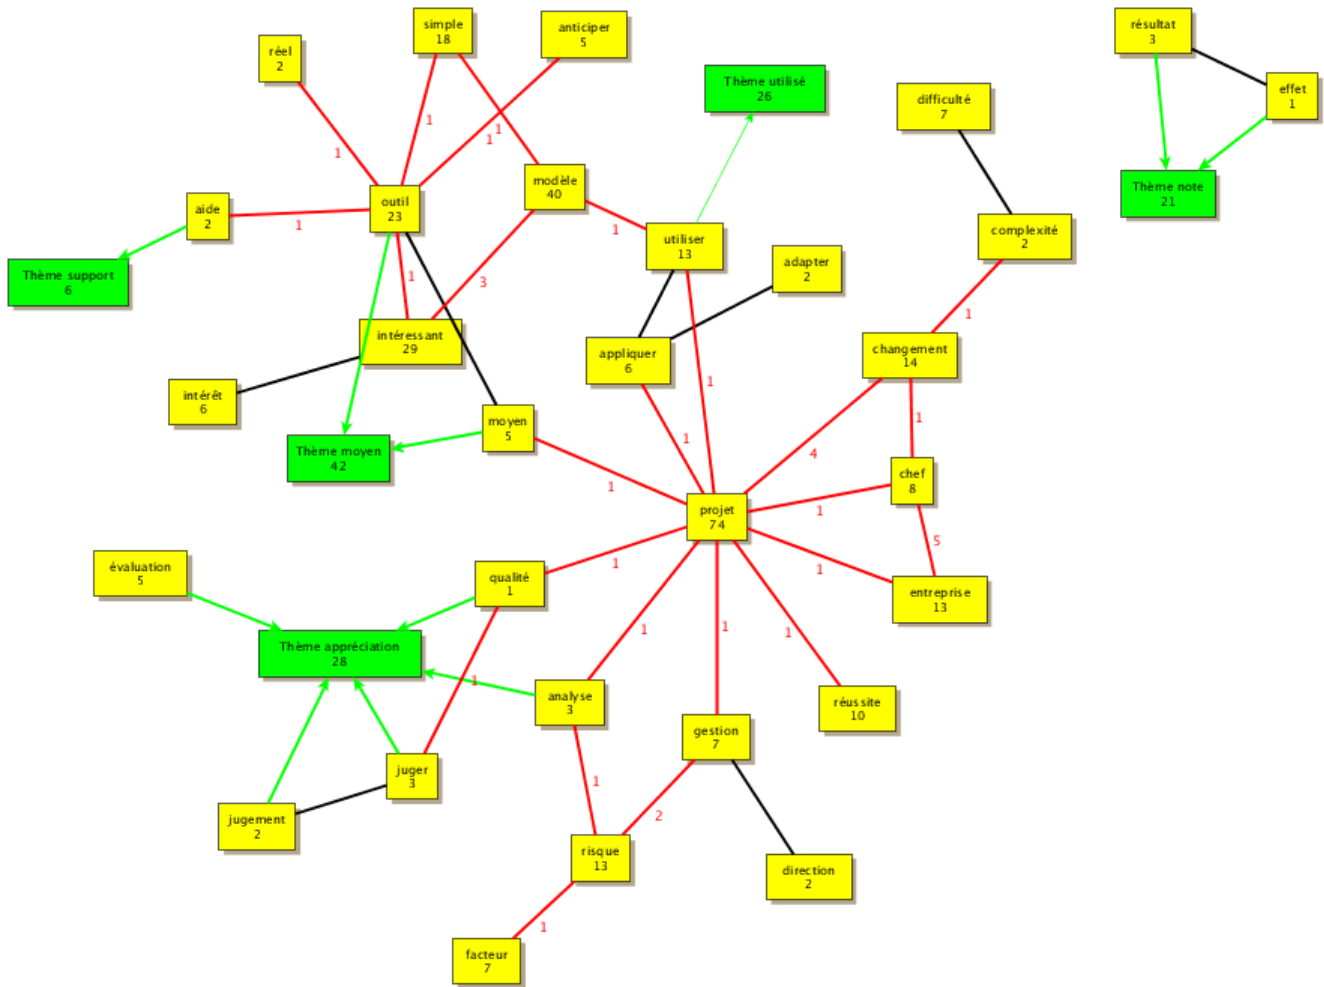 simple
18
anticiper
5
résultat
3
réel
2
Thème utilisé
26
effet
1
difficulté
7
1
1
1
1
modèle
40
Thème note
21
aide
2
outil
23
1
1
utiliser
13
complexité
2
Thème support
6
1
3
adapter
2
intéressant
29
1
appliquer
6
changement
14
intérêt
6
1
moyen
5
1
1
Thème moyen
42
4
chef
8
1
projet
74
1
5
évaluation
5
qualité
1
1
1
entreprise
13
Thème appréciation
28
1
1
1
1
analyse
3
réussite
10
gestion
7
juger
3
1
jugement
2
2
risque
13
direction
2
1
facteur
7